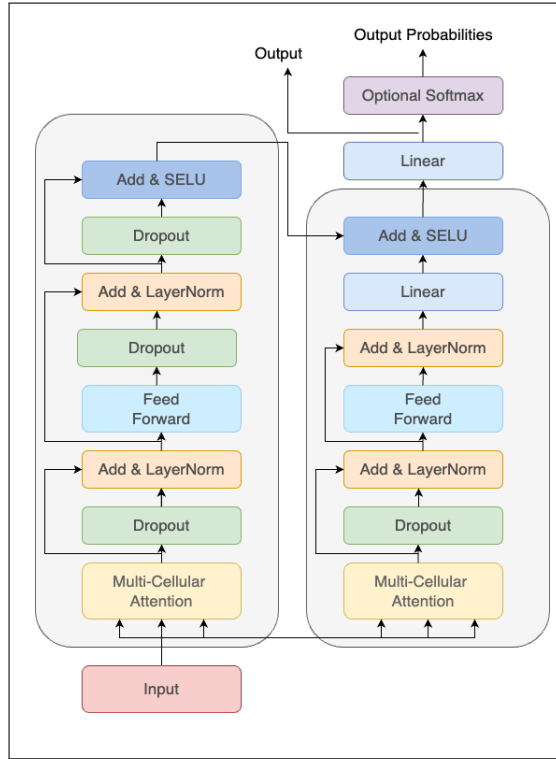 Output Probabilities
Output
Optional Softmax
Linear
Add & SELU
Dropout
Add & LayerNorm
Dropout
Feed
Forward
Add & LayerNorm
Dropout
Multi-Cellular
Attention
Input
Add & SELU
Linear
Add & LayerNorm
Feed
Forward
Add & LayerNorm
Dropout
Multi-Cellular
Attention